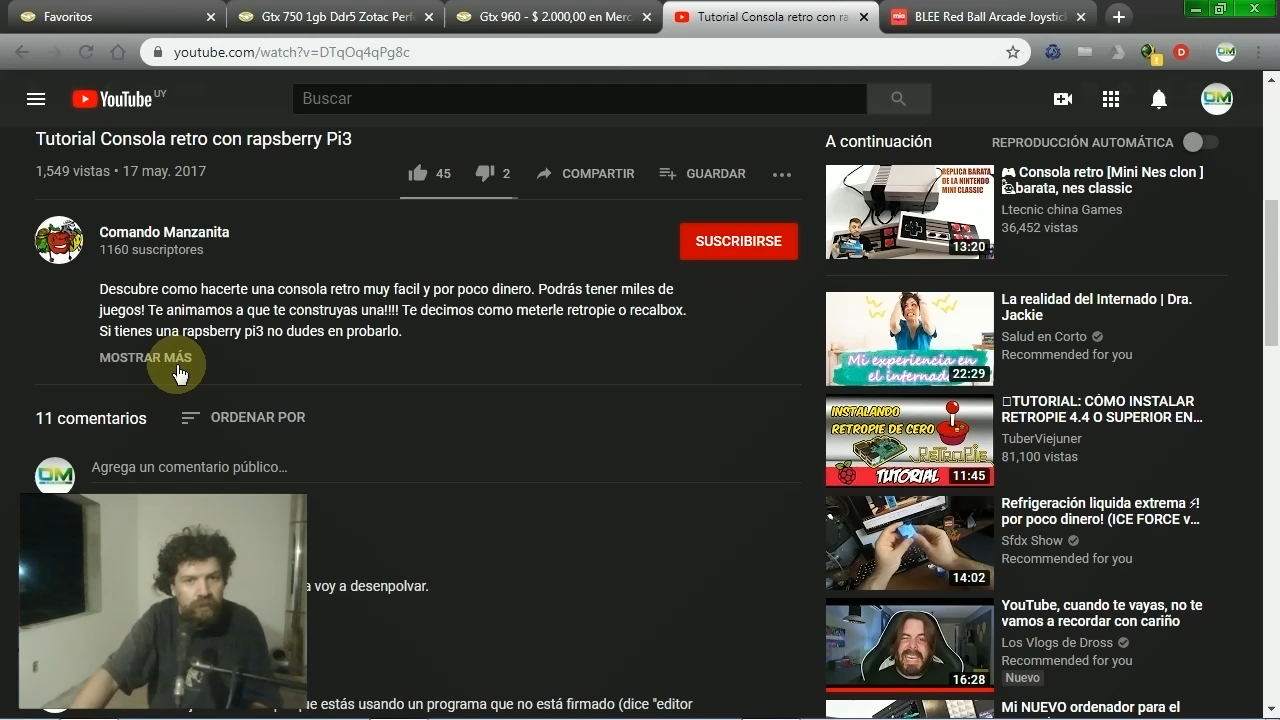 Favoritos
Gtx 750 1gb Ddr5 Zotac Perf
Gtx 960 - $ 2.000,00 en Merc
Tutorial Consola retro con ra
mia
BLEE Red Ball Arcade Joystick
youtube.com/watch?v=DTqOq4qPg8c
D
OM
YouTube UY
Buscar
OM
Tutorial Consola retro con rapsberry Pi3
1,549 vistas • 17 may. 2017
45
2
COMPARTIR
GUARDAR
Comando Manzanita
1160 suscriptores
SUSCRIBIRSE
Descubre como hacerte una consola retro muy facil y por poco dinero. Podrás tener miles de
juegos! Te animamos a que te construyas una!!!! Te decimos como meterle retropie o recalbox.
Si tienes una rapsberry pi3 no dudes en probarlo.
MOSTRAR MÁS
11 comentarios
ORDENAR POR
OM
Agrega un comentario público...
a voy a desenpolvar.
ue estás usando un programa que no está firmado (dice "editor
A continuación
REPRODUCCIÓN AUTOMÁTICA
REPLICA BARATA
DE LA NINTENDO
MINI CLASSIC
13:20
🎮 Consola retro [Mini Nes clon ]
barata, nes classic
Ltecnic china Games
36,452 vistas
Mi experiencia en
el internad
22:29
La realidad del Internado | Dra.
Jackie
Salud en Corto
Recommended for you
INSTALANDO
RETROPIE DE CERO
RETROPIE
TUTORIAL
11:45
□TUTORIAL: CÓMO INSTALAR
RETROPIE 4.4 O SUPERIOR EN...
TuberViejuner
81,100 vistas
14:02
Refrigeración liquida extrema ⚡!
por poco dinero! (ICE FORCE v...
Sfdx Show
Recommended for you
16:28
YouTube, cuando te vayas, no te
vamos a recordar con cariño
Los Vlogs de Dross
Recommended for you
Nuevo
Mi NUEVO ordenador para el